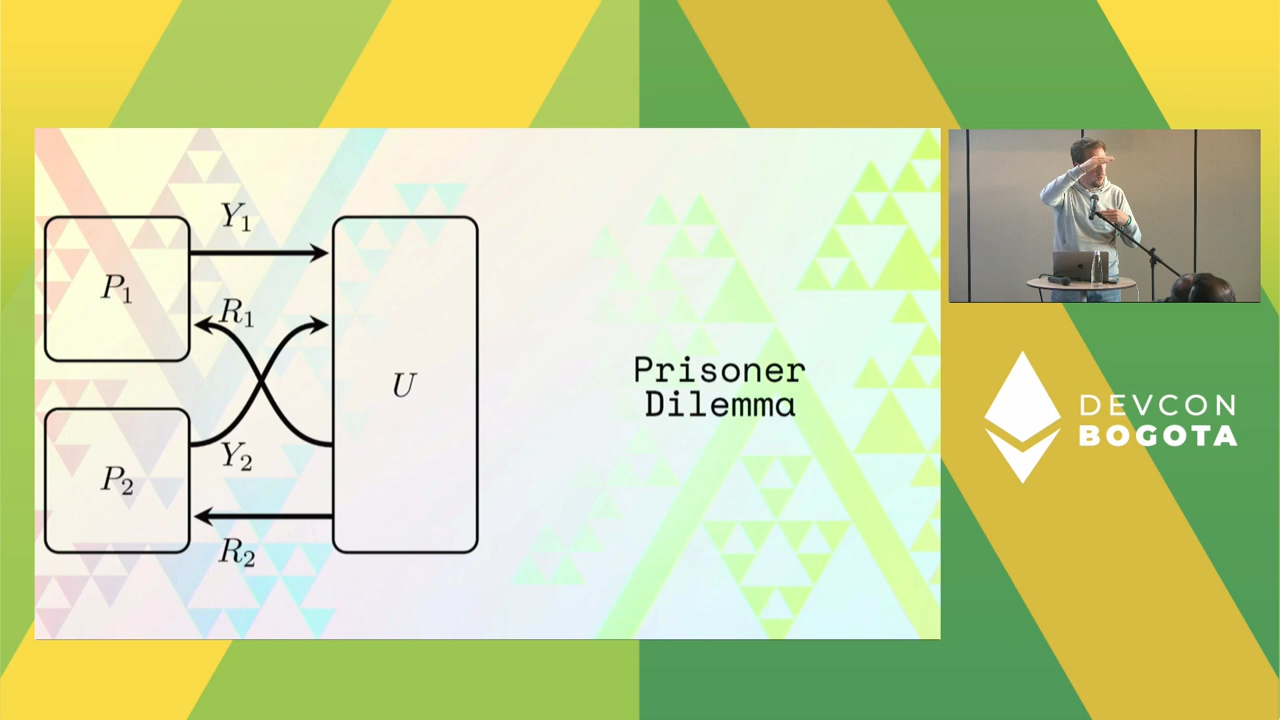 Y₁
P₁
R₁
U
Y₂
P₂
R₂
Prisoner
Dilemma
DEVCON
BOGOTA